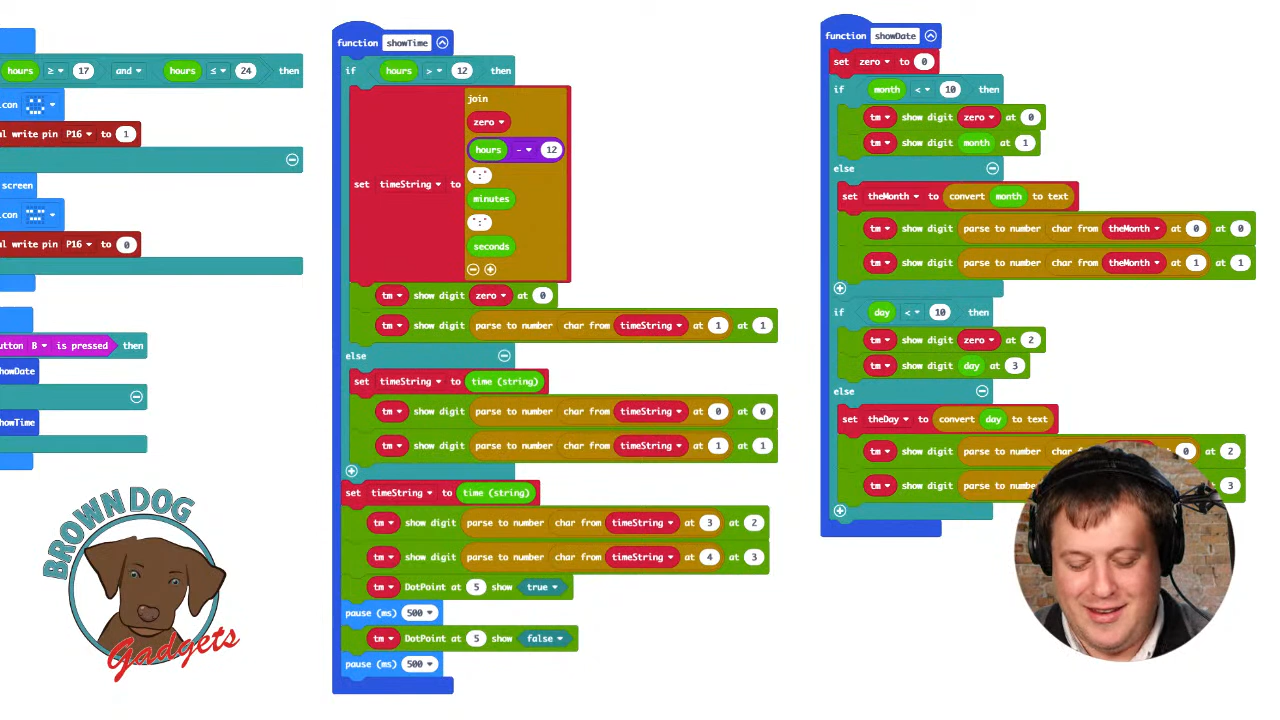 hours ≥ 17 and hours ≤ 24 then
con
al write pin P16 to 1
screen
con
al write pin P16 to 0
utton B is pressed then
howDate
howTime
BROWN DOG
Gadgets
function showTime
if hours > 12 then
set timeString to join
zero
hours - 12
":"
minutes
":"
seconds
tm show digit zero at 0
tm show digit parse to number char from timeString at 1 at 1
else
set timeString to time (string)
tm show digit parse to number char from timeString at 0 at 0
tm show digit parse to number char from timeString at 1 at 1
set timeString to time (string)
tm show digit parse to number char from timeString at 3 at 2
tm show digit parse to number char from timeString at 4 at 3
tm DotPoint at 5 show true
pause (ms) 500
tm DotPoint at 5 show false
pause (ms) 500
function showDate
set zero to 0
if month < 10 then
tm show digit zero at 0
tm show digit month at 1
else
set theMonth to convert month to text
tm show digit parse to number char from theMonth at 0 at 0
tm show digit parse to number char from theMonth at 1 at 1
if day < 10 then
tm show digit zero at 2
tm show digit day at 3
else
set theDay to convert day to text
tm show digit parse to number 0 at 2
tm show digit parse 3